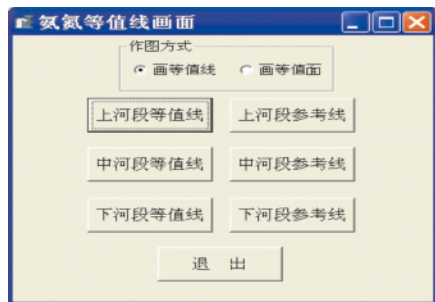 氨氮等值线画面
作图方式
画等值线 画等值面
上河段等值线 上河段参考线
中河段等值线 中河段参考线
下河段等值线 下河段参考线
退 出